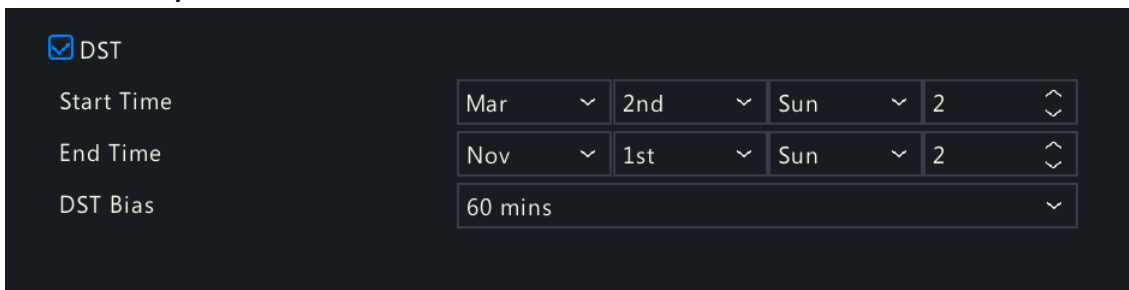 DST
Start Time Mar 2nd Sun 2
End Time Nov 1st Sun 2
DST Bias 60 mins